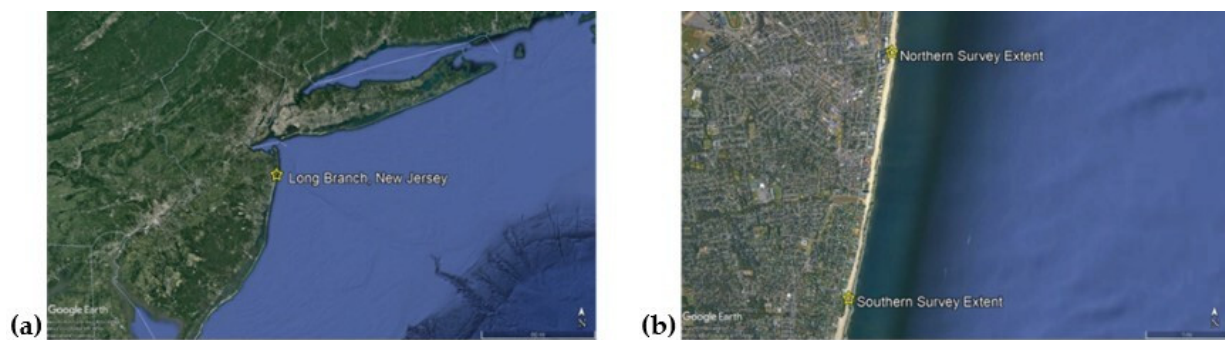 Long Branch, New Jersey
Google Earth
N
(a)
Northern Survey Extent
Southern Survey Extent
Google Earth
N
(b)